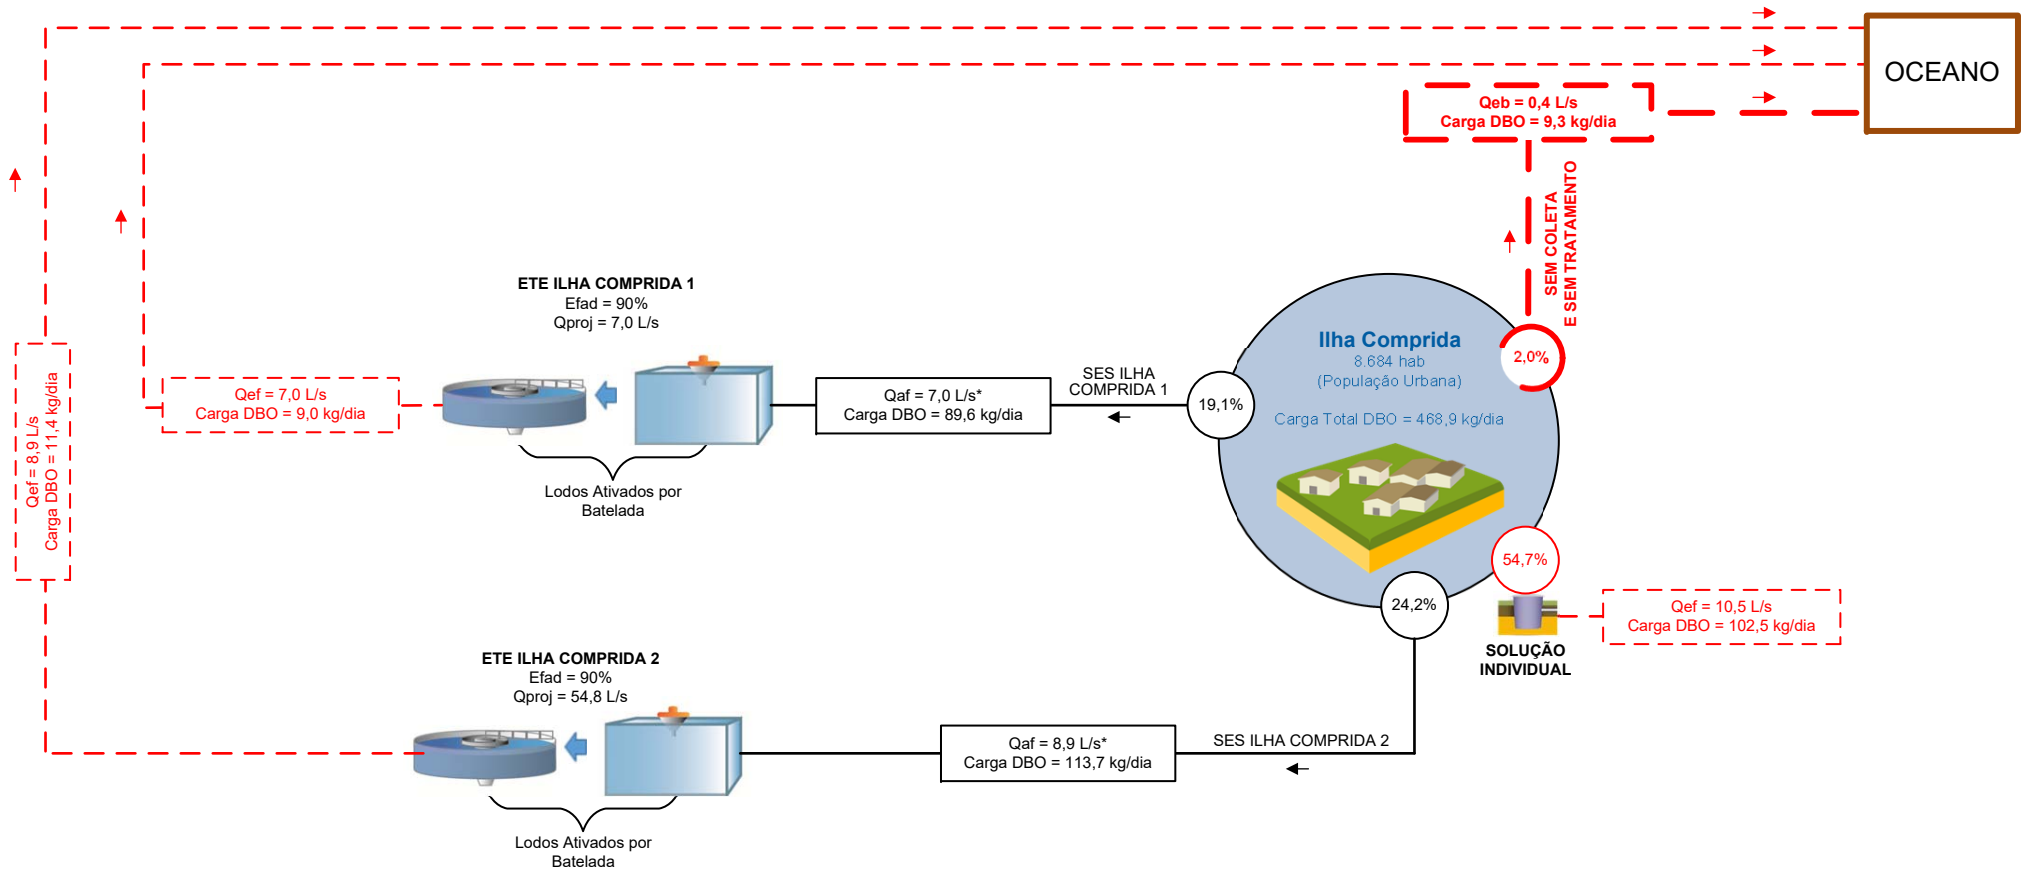 OCEANO
Qeb = 0,4 L/s
Carga DBO = 9,3 kg/dia
SEM COLETA
E SEM TRATAMENTO
ETE ILHA COMPRIDA 1
Efad = 90%
Qproj = 7,0 L/s
Ilha Comprida
8.684 hab
(População Urbana)
Carga Total DBO = 468,9 kg/dia
2,0%
SES ILHA
COMPRIDA 1
19,1%
Qaf = 7,0 L/s*
Carga DBO = 89,6 kg/dia
Qef = 7,0 L/s
Carga DBO = 9,0 kg/dia
Qef = 8,9 L/s
Carga DBO = 11,4 kg/dia
Lodos Ativados por
Batelada
54,7%
24,2%
Qef = 10,5 L/s
Carga DBO = 102,5 kg/dia
SOLUÇÃO
INDIVIDUAL
ETE ILHA COMPRIDA 2
Efad = 90%
Qproj = 54,8 L/s
Qaf = 8,9 L/s*
Carga DBO = 113,7 kg/dia
SES ILHA COMPRIDA 2
Lodos Ativados por
Batelada